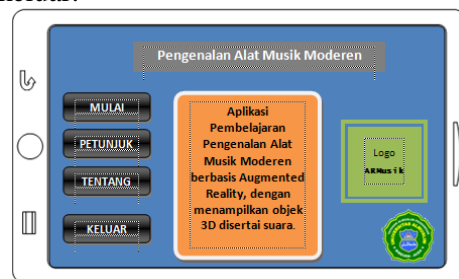 Pengenalan Alat Musik Moderen
MULAI
PETUNJUK
TENTANG
KELUAR
Aplikasi
Pembelajaran
Pengenalan Alat
Musik Moderen
berbasis Augmented
Reality, dengan
menampilkan objek
3D disertai suara.
Logo
ARMusik